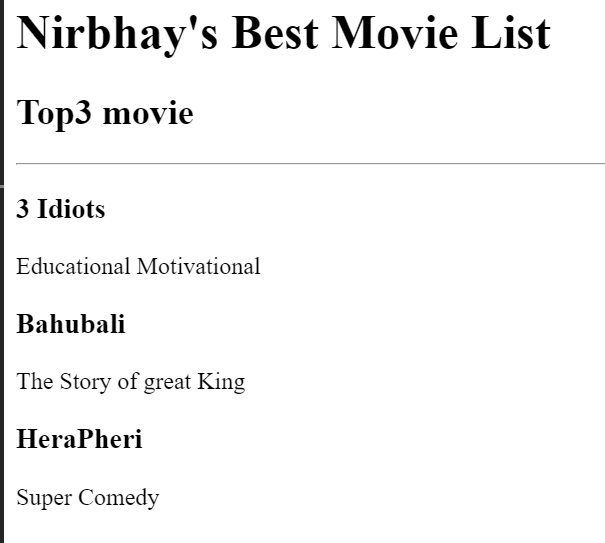 Nirbhay's Best Movie List
Top3 movie
3 Idiots
Educational Motivational
Bahubali
The Story of great King
HeraPheri
Super Comedy